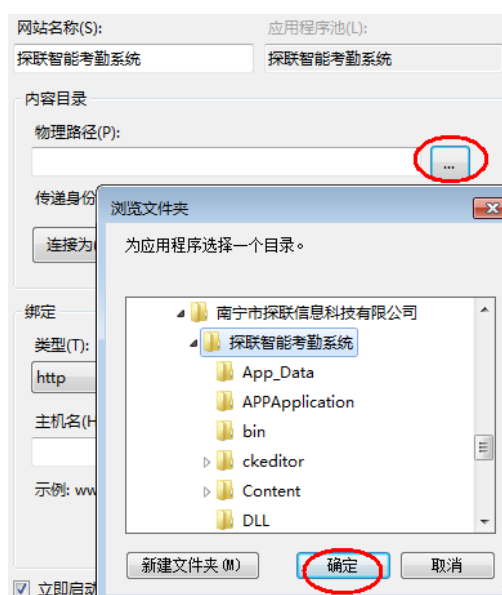 网站名称(S):
应用程序池(L):
探联智能考勤系统
探联智能考勤系统
内容目录
物理路径(P):
...
传递身份
连接为
浏览文件夹
为应用程序选择一个目录。
南宁市探联信息科技有限公司
探联智能考勤系统
App_Data
APPApplication
bin
ckeditor
Content
DLL
绑定
类型(T):
http
主机名(H
示例: ww
新建文件夹(M)
确定
取消
立即启动